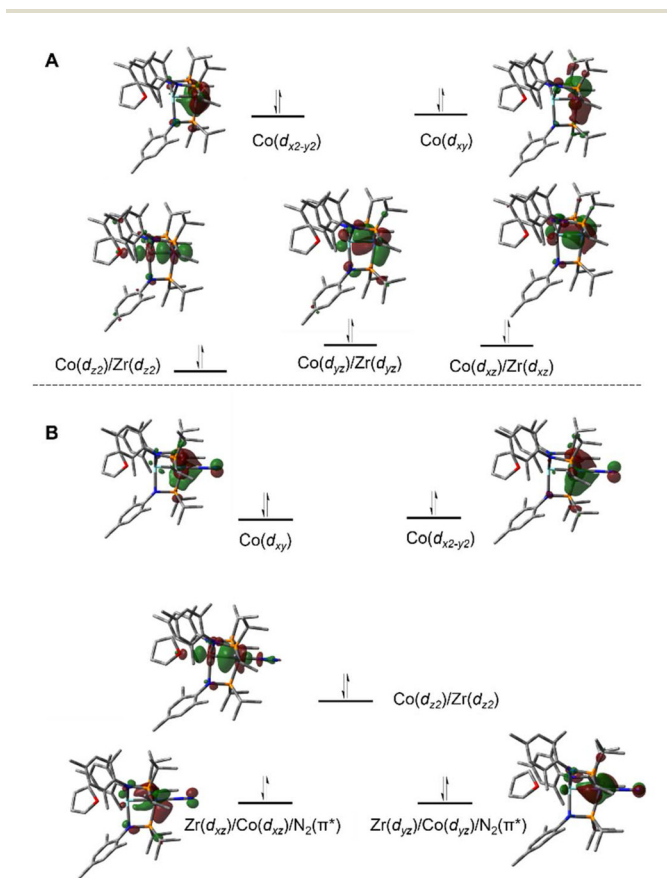 A
Co(dx2-y2)
Co(dxy)
Co(dz2)/Zr(dz2)
Co(dyz)/Zr(dyz)
Co(dxz)/Zr(dxz)
B
Co(dxy)
Co(dx2-y2)
Co(dz2)/Zr(dz2)
Zr(dxz)/Co(dxz)/N2(π*)
Zr(dyz)/Co(dyz)/N2(π*)